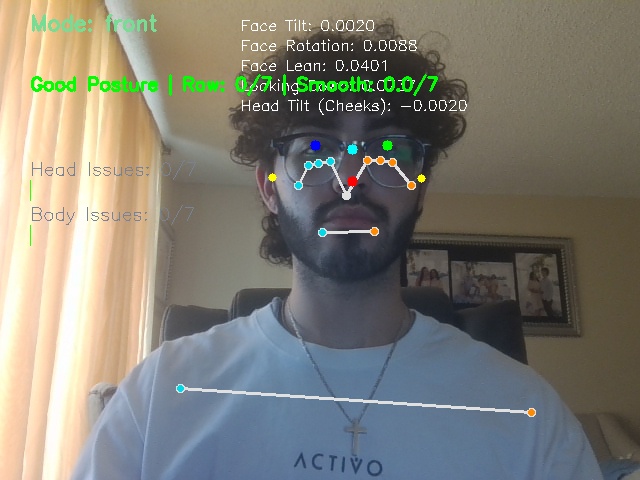 Mode: front
Face Tilt: 0.0020
Face Rotation: 0.0088
Face Lean: 0.0401
Good Posture | Raw: 0/7 | Smooth: 0.0/7
Head Tilt (Cheeks): -0.0020
Head Issues: 0/7
Body Issues: 0/7
ACTIVO